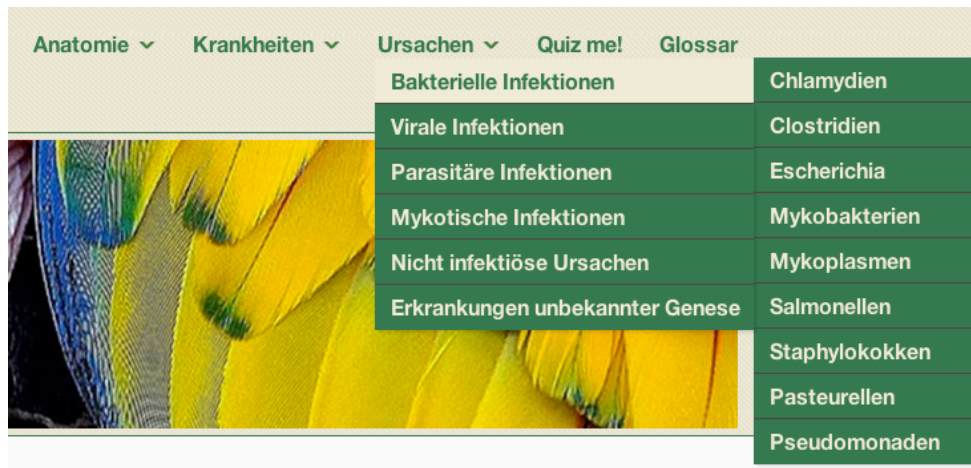 Anatomie Krankheiten Ursachen Quiz me! Glossar
Bakterielle Infektionen
Virale Infektionen
Parasitäre Infektionen
Mykotische Infektionen
Nicht infektiöse Ursachen
Erkrankungen unbekannter Genese
Chlamydien
Clostridien
Escherichia
Mykobakterien
Mykoplasmen
Salmonellen
Staphylokokken
Pasteurellen
Pseudomonaden